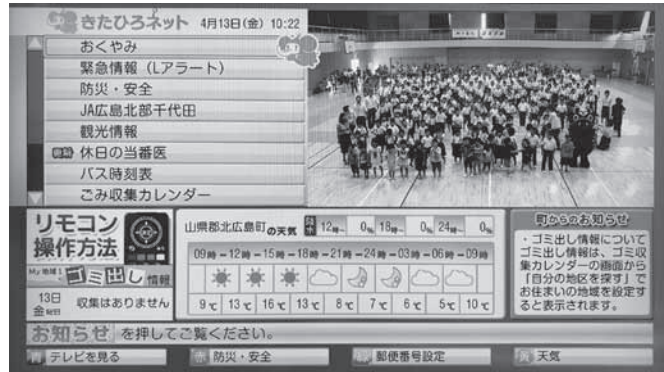 きたひろネット 4月13日(金) 10:22
おくやみ
緊急情報（Lアラート）
防災・安全
JA広島北部千代田
観光情報
休日の当番医
バス時刻表
ごみ収集カレンダー
リモコン
操作方法
My地域1
ゴミ出し情報
13日
金曜日
収集はありません
山県郡北広島町の天気
降水 12時~ 0% 18時~ 0% 24時~ 0%
09時-12時-15時-18時-21時-24時-03時-06時-09時
9℃ 13℃ 16℃ 13℃ 8℃ 7℃ 6℃ 5℃ 10℃
町からのお知らせ
・ゴミ出し情報について
ゴミ出し情報は、ゴミ収
集カレンダーの画面から
「自分の地区を探す」で
お住まいの地域を設定す
ると表示されます。
お知らせ を押してご覧ください。
青 テレビを見る
赤 防災・安全
緑 郵便番号設定
黄 天気